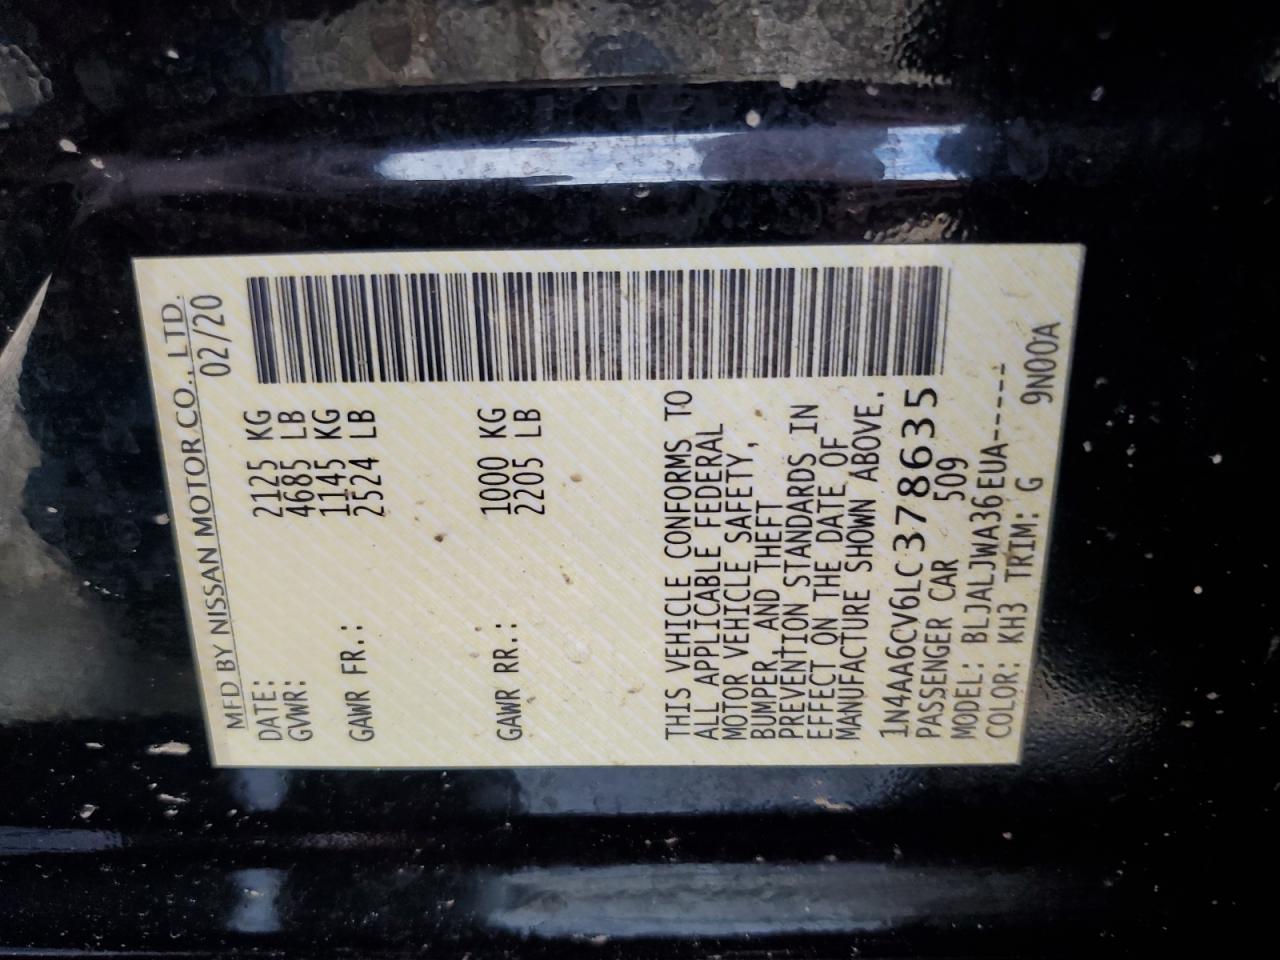 MFD BY NISSAN MOTOR CO., LTD.
DATE: 02/20
GVWR: 2125 KG
4685 LB
GAWR FR.: 1145 KG
2524 LB
GAWR RR.: 1000 KG
2205 LB
THIS VEHICLE CONFORMS TO
ALL APPLICABLE FEDERAL
MOTOR VEHICLE SAFETY,
BUMPER, AND THEFT
PREVENTION STANDARDS IN
EFFECT ON THE DATE OF
MANUFACTURE SHOWN ABOVE.
1N4AA6CV6LC378635
PASSENGER CAR 509
MODEL: BLJALJWA36EUA-----
COLOR: KH3 TRIM: G 9N00A